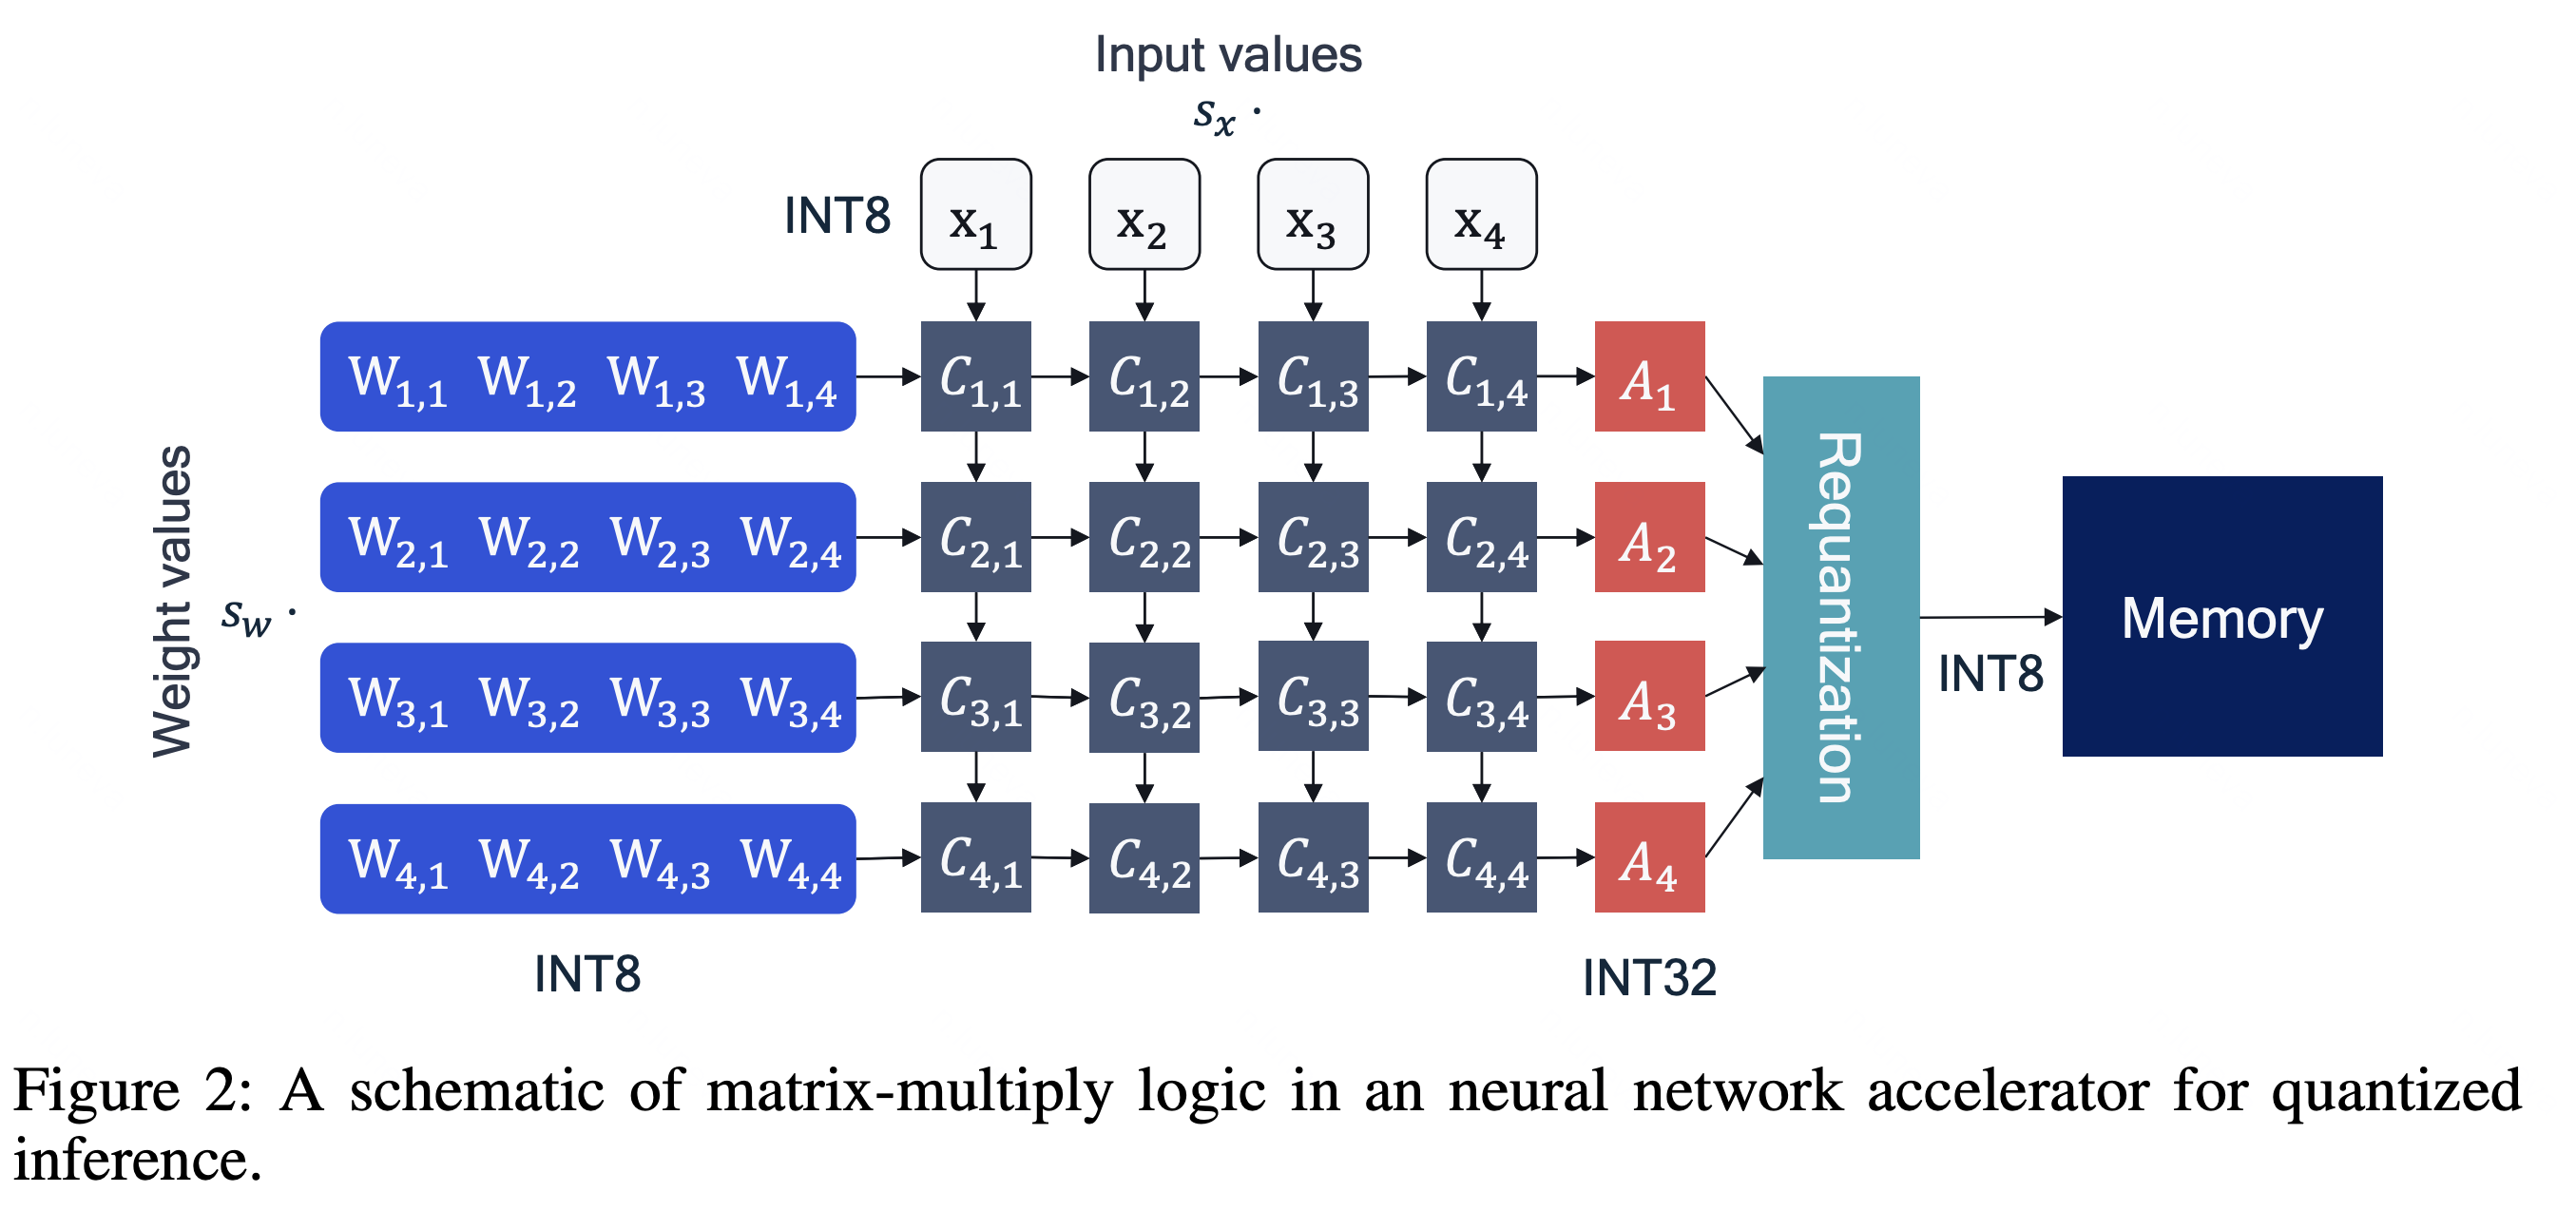 Input values
s_x ·
INT8 x_1 x_2 x_3 x_4
W_{1,1} W_{1,2} W_{1,3} W_{1,4} C_{1,1} C_{1,2} C_{1,3} C_{1,4} A_1
W_{2,1} W_{2,2} W_{2,3} W_{2,4} C_{2,1} C_{2,2} C_{2,3} C_{2,4} A_2
Weight values
s_w ·
W_{3,1} W_{3,2} W_{3,3} W_{3,4} C_{3,1} C_{3,2} C_{3,3} C_{3,4} A_3
W_{4,1} W_{4,2} W_{4,3} W_{4,4} C_{4,1} C_{4,2} C_{4,3} C_{4,4} A_4
Requantization
INT8
Memory
INT8
INT32
Figure 2: A schematic of matrix-multiply logic in an neural network accelerator for quantized
inference.